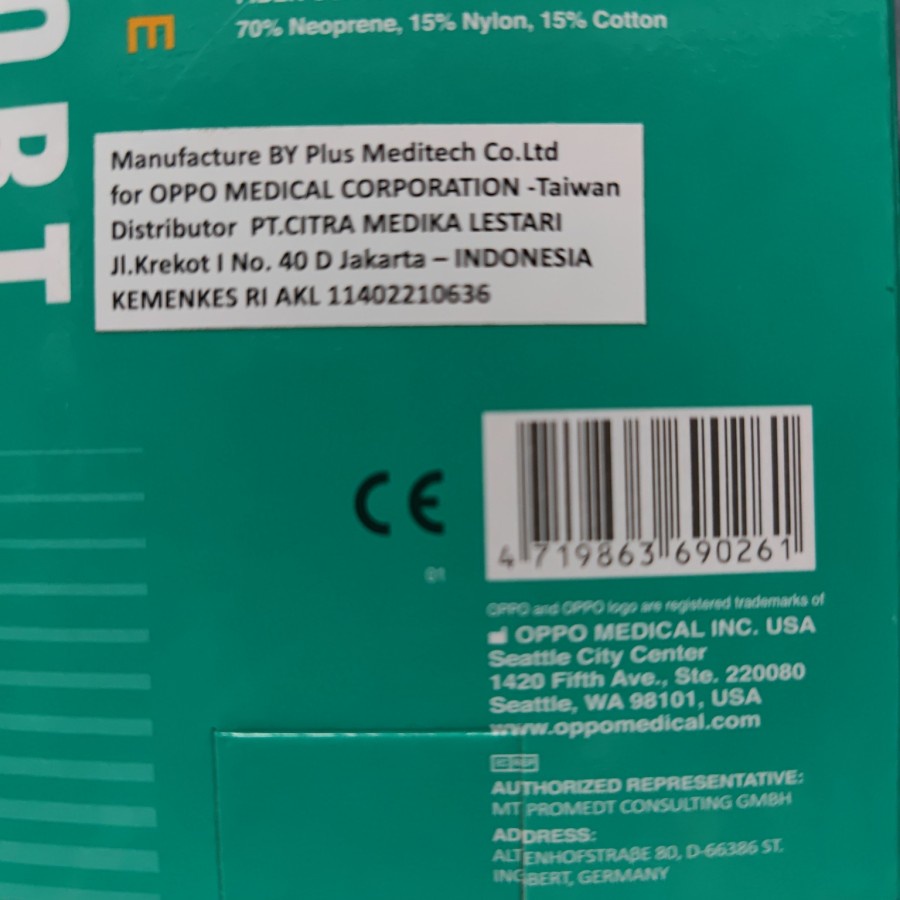 70% Neoprene, 15% Nylon, 15% Cotton
ORT
E
Manufacture BY Plus Meditech Co.Ltd
for OPPO MEDICAL CORPORATION -Taiwan
Distributor PT.CITRA MEDIKA LESTARI
Jl.Krekot I No. 40 D Jakarta – INDONESIA
KEMENKES RI AKL 11402210636
CE
01
4 719863 690261
OPPO and OPPO logo are registered trademarks of
OPPO MEDICAL INC. USA
Seattle City Center
1420 Fifth Ave., Ste. 220080
Seattle, WA 98101, USA
www.oppomedical.com
EC REP
AUTHORIZED REPRESENTATIVE:
MT PROMEDT CONSULTING GMBH
ADDRESS:
ALTENHOFSTRAßE 80, D-66386 ST.
INGBERT, GERMANY